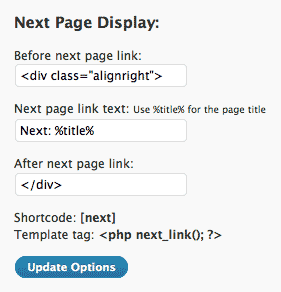 Next Page Display:
Before next page link:
<div class="alignright">
Next page link text: Use %title% for the page title
Next: %title%
After next page link:
</div>
Shortcode: [next]
Template tag: <php next_link(); ?>
Update Options